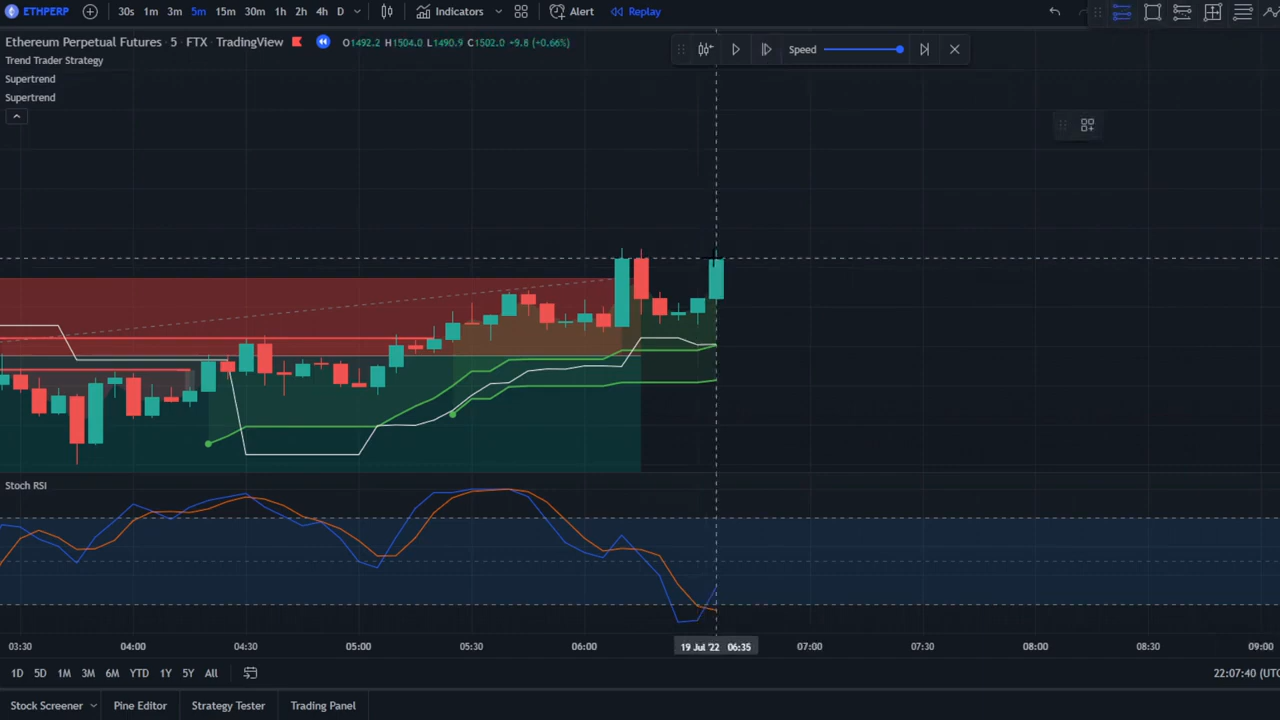 ETHPERP 30s 1m 3m 5m 15m 30m 1h 2h 4h D Indicators Alert Replay
Ethereum Perpetual Futures · 5 · FTX · TradingView O1492.2 H1504.0 L1490.9 C1502.0 +9.8 (+0.66%)
Speed
Trend Trader Strategy
Supertrend
Supertrend
Stoch RSI
03:30 04:00 04:30 05:00 05:30 06:00 19 Jul '22 06:35 07:00 07:30 08:00 08:30 09:00
1D 5D 1M 3M 6M YTD 1Y 5Y All 22:07:40 (UTC
Stock Screener Pine Editor Strategy Tester Trading Panel